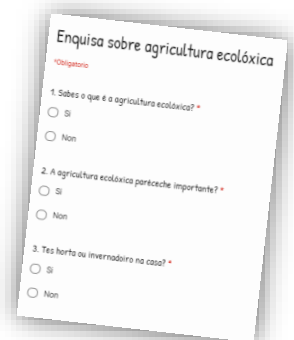 Enquisa sobre agricultura ecolóxica
*Obligatorio
1. Sabes o que é a agricultura ecolóxica? *
Si
Non
2. A agricultura ecolóxica paréceche importante? *
Si
Non
3. Tes horta ou invernadoiro na casa? *
Si
Non